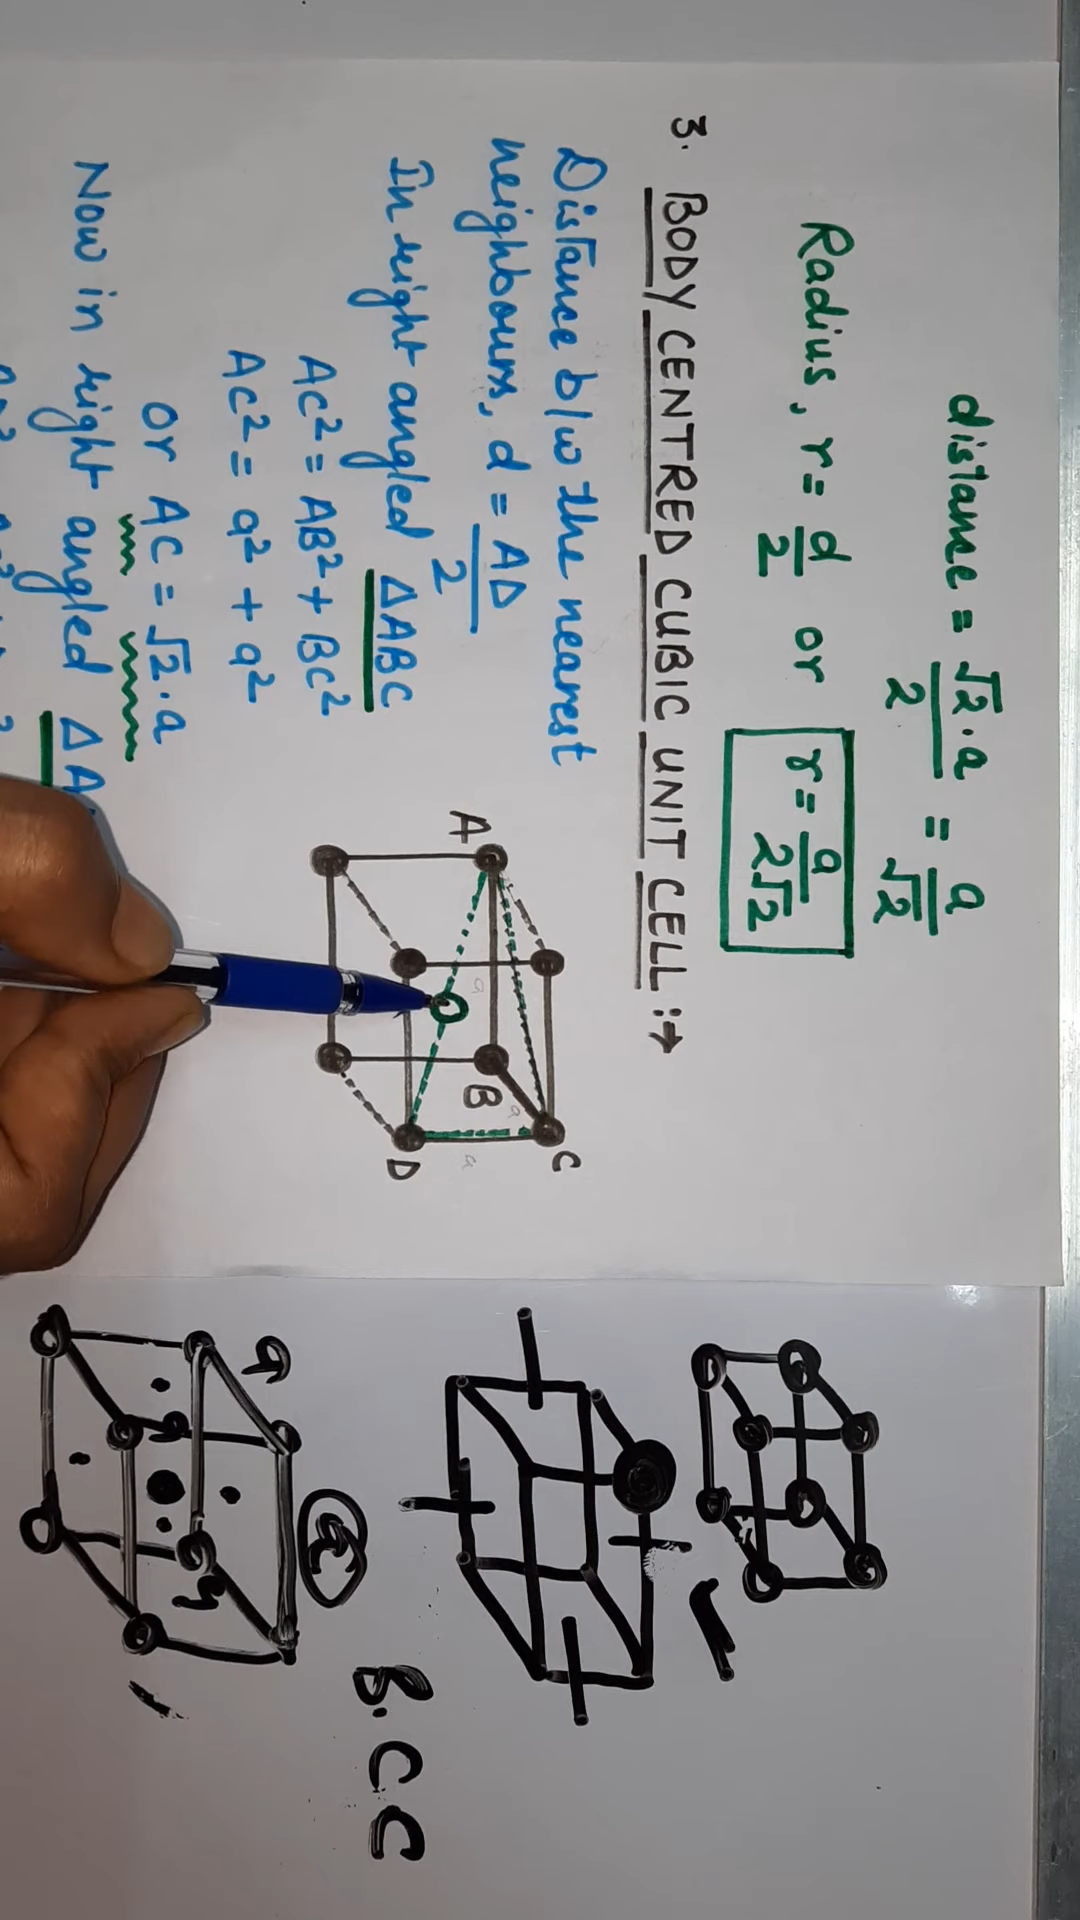 distance = √2·a/2 = a/√2
Radius, r = d/2 or r = a/2√2
3. BODY CENTRED CUBIC UNIT CELL :→
Distance b/w the nearest
neighbours, d = AD/2
In right angled ΔABC
AC² = AB² + BC²
AC² = a² + a²
or AC = √2·a
Now in right angled ΔA
A
B
C
D
a
a
a
B.C.C